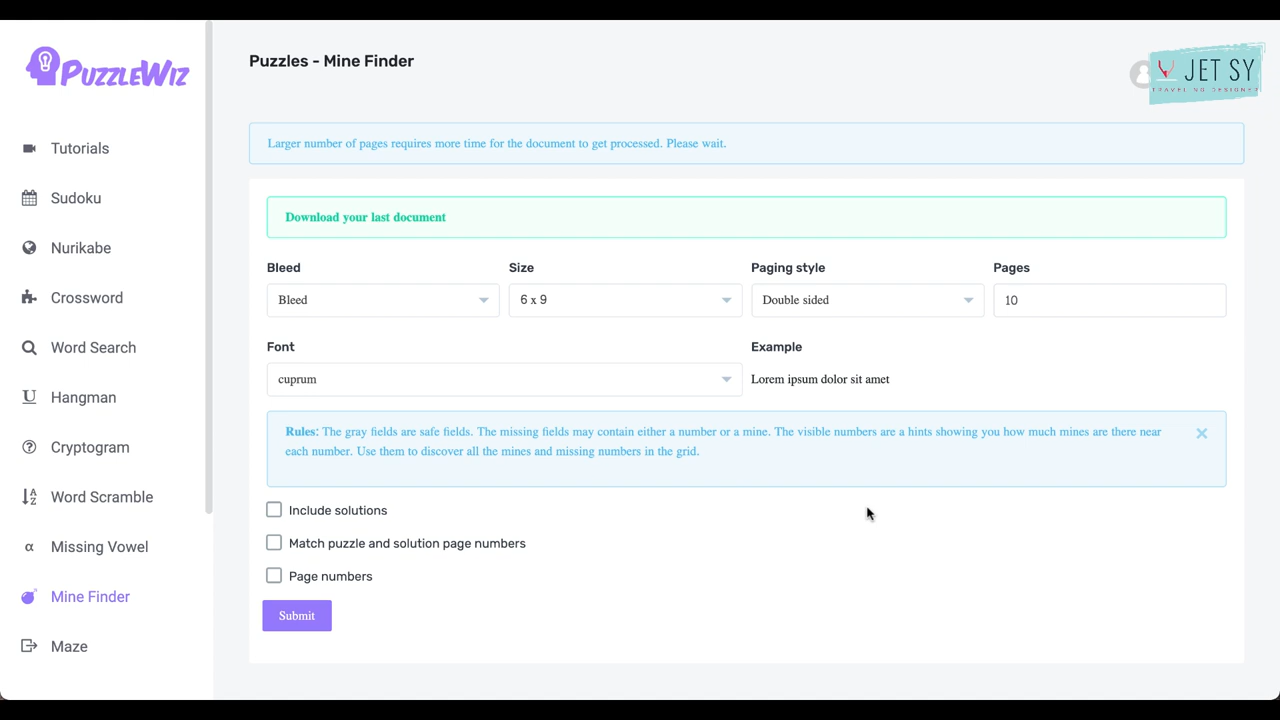 PUZZLEWIZ
Tutorials
Sudoku
Nurikabe
Crossword
Word Search
Hangman
Cryptogram
Word Scramble
Missing Vowel
Mine Finder
Maze
Puzzles - Mine Finder
JET SY
TRAVELING DESIGNER
Larger number of pages requires more time for the document to get processed. Please wait.
Download your last document
Bleed Size Paging style Pages
Bleed 6 x 9 Double sided 10
Font Example
cuprum Lorem ipsum dolor sit amet
Rules: The gray fields are safe fields. The missing fields may contain either a number or a mine. The visible numbers are a hints showing you how much mines are there near
each number. Use them to discover all the mines and missing numbers in the grid.
Include solutions
Match puzzle and solution page numbers
Page numbers
Submit